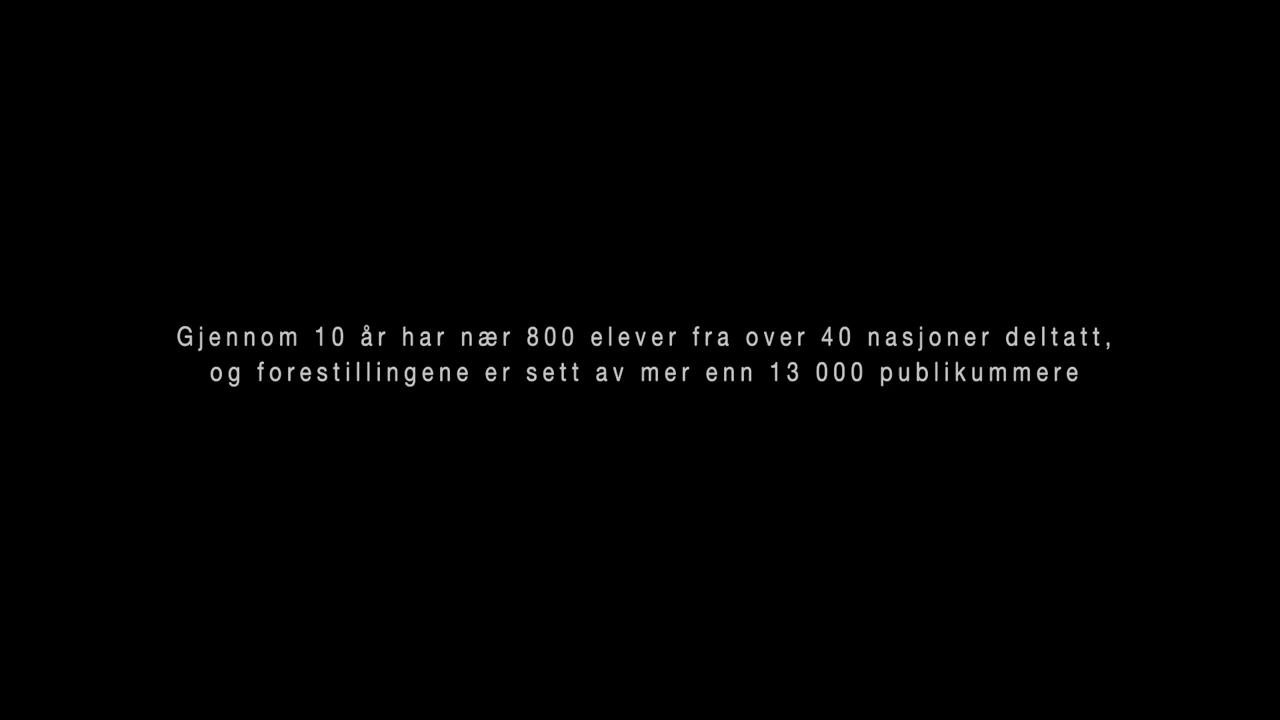 Gjennom 10 år har nær 800 elever fra over 40 nasjoner deltatt,
og forestillingene er sett av mer enn 13 000 publikummere